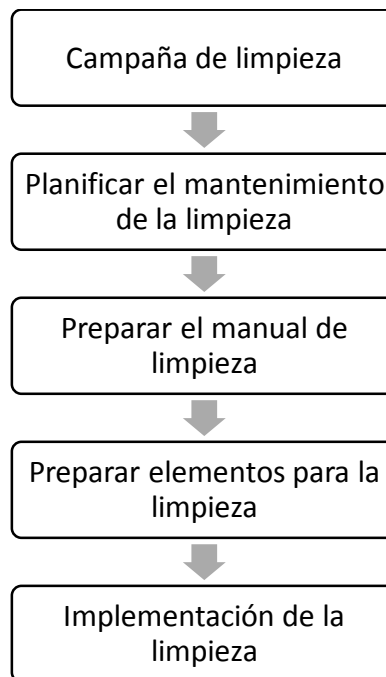 Campaña de limpieza
Planificar el mantenimiento
de la limpieza
Preparar el manual de
limpieza
Preparar elementos para la
limpieza
Implementación de la
limpieza